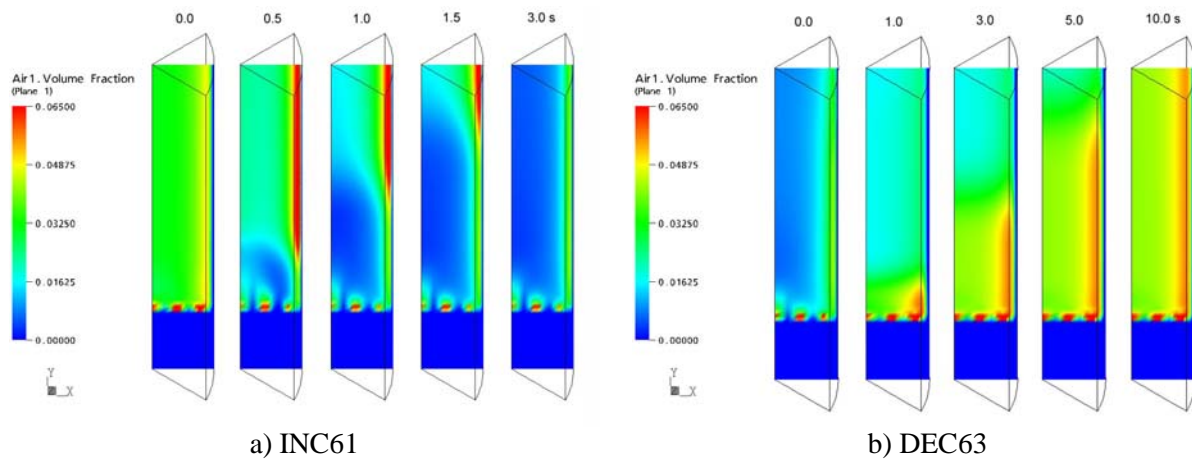 0.0 0.5 1.0 1.5 3.0 s
Air1.Volume Fraction
(Plane 1)
0.06500
0.04875
0.03250
0.01625
0.00000
Y
X
a) INC61
0.0 1.0 3.0 5.0 10.0 s
Air1.Volume Fraction
(Plane 1)
0.06500
0.04875
0.03250
0.01625
0.00000
Y
X
b) DEC63